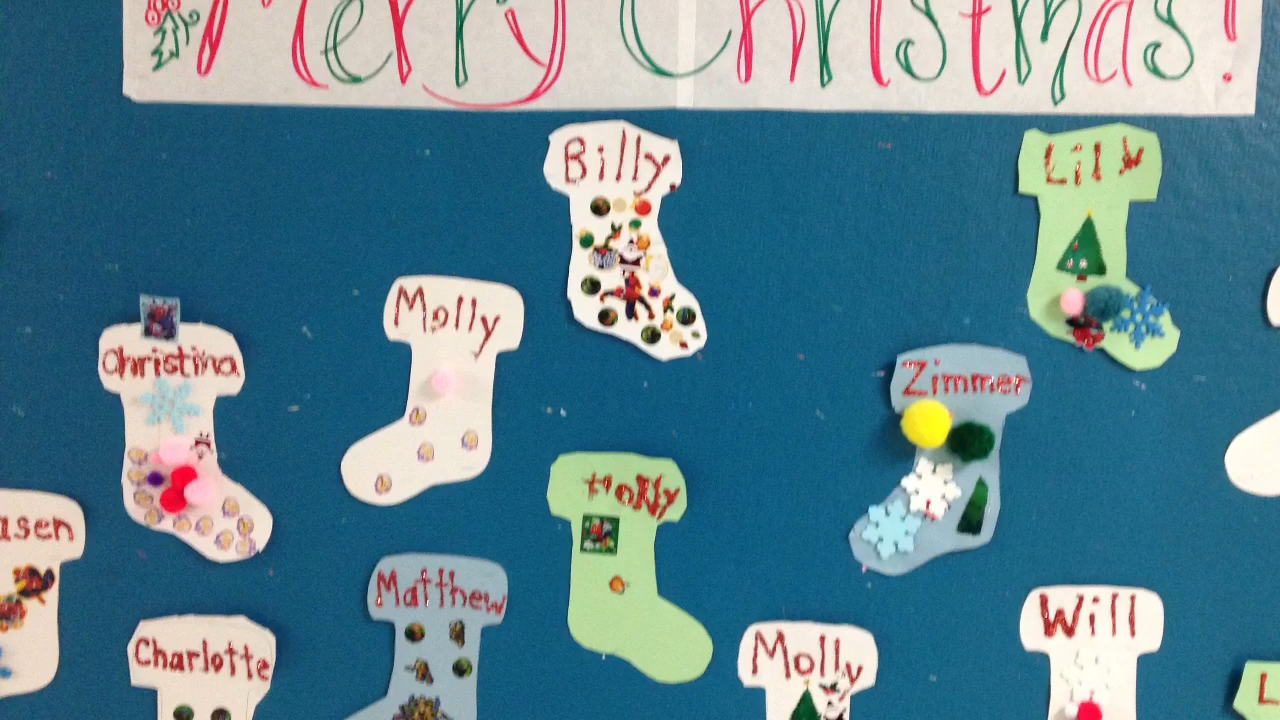 Merry Christmas!
Billy
Lily
Molly
Christina
Zimmer
Holly
asen
Matthew
Will
Charlotte
Molly
L